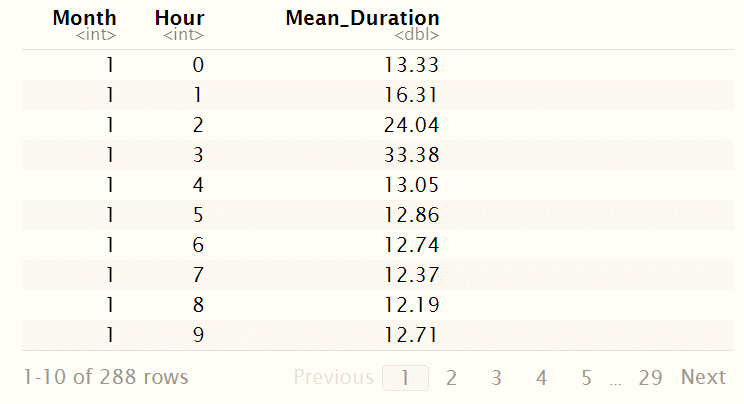 Month Hour Mean_Duration
<int> <int> <dbl>
1 0 13.33
1 1 16.31
1 2 24.04
1 3 33.38
1 4 13.05
1 5 12.86
1 6 12.74
1 7 12.37
1 8 12.19
1 9 12.71
1-10 of 288 rows Previous 1 2 3 4 5 ... 29 Next